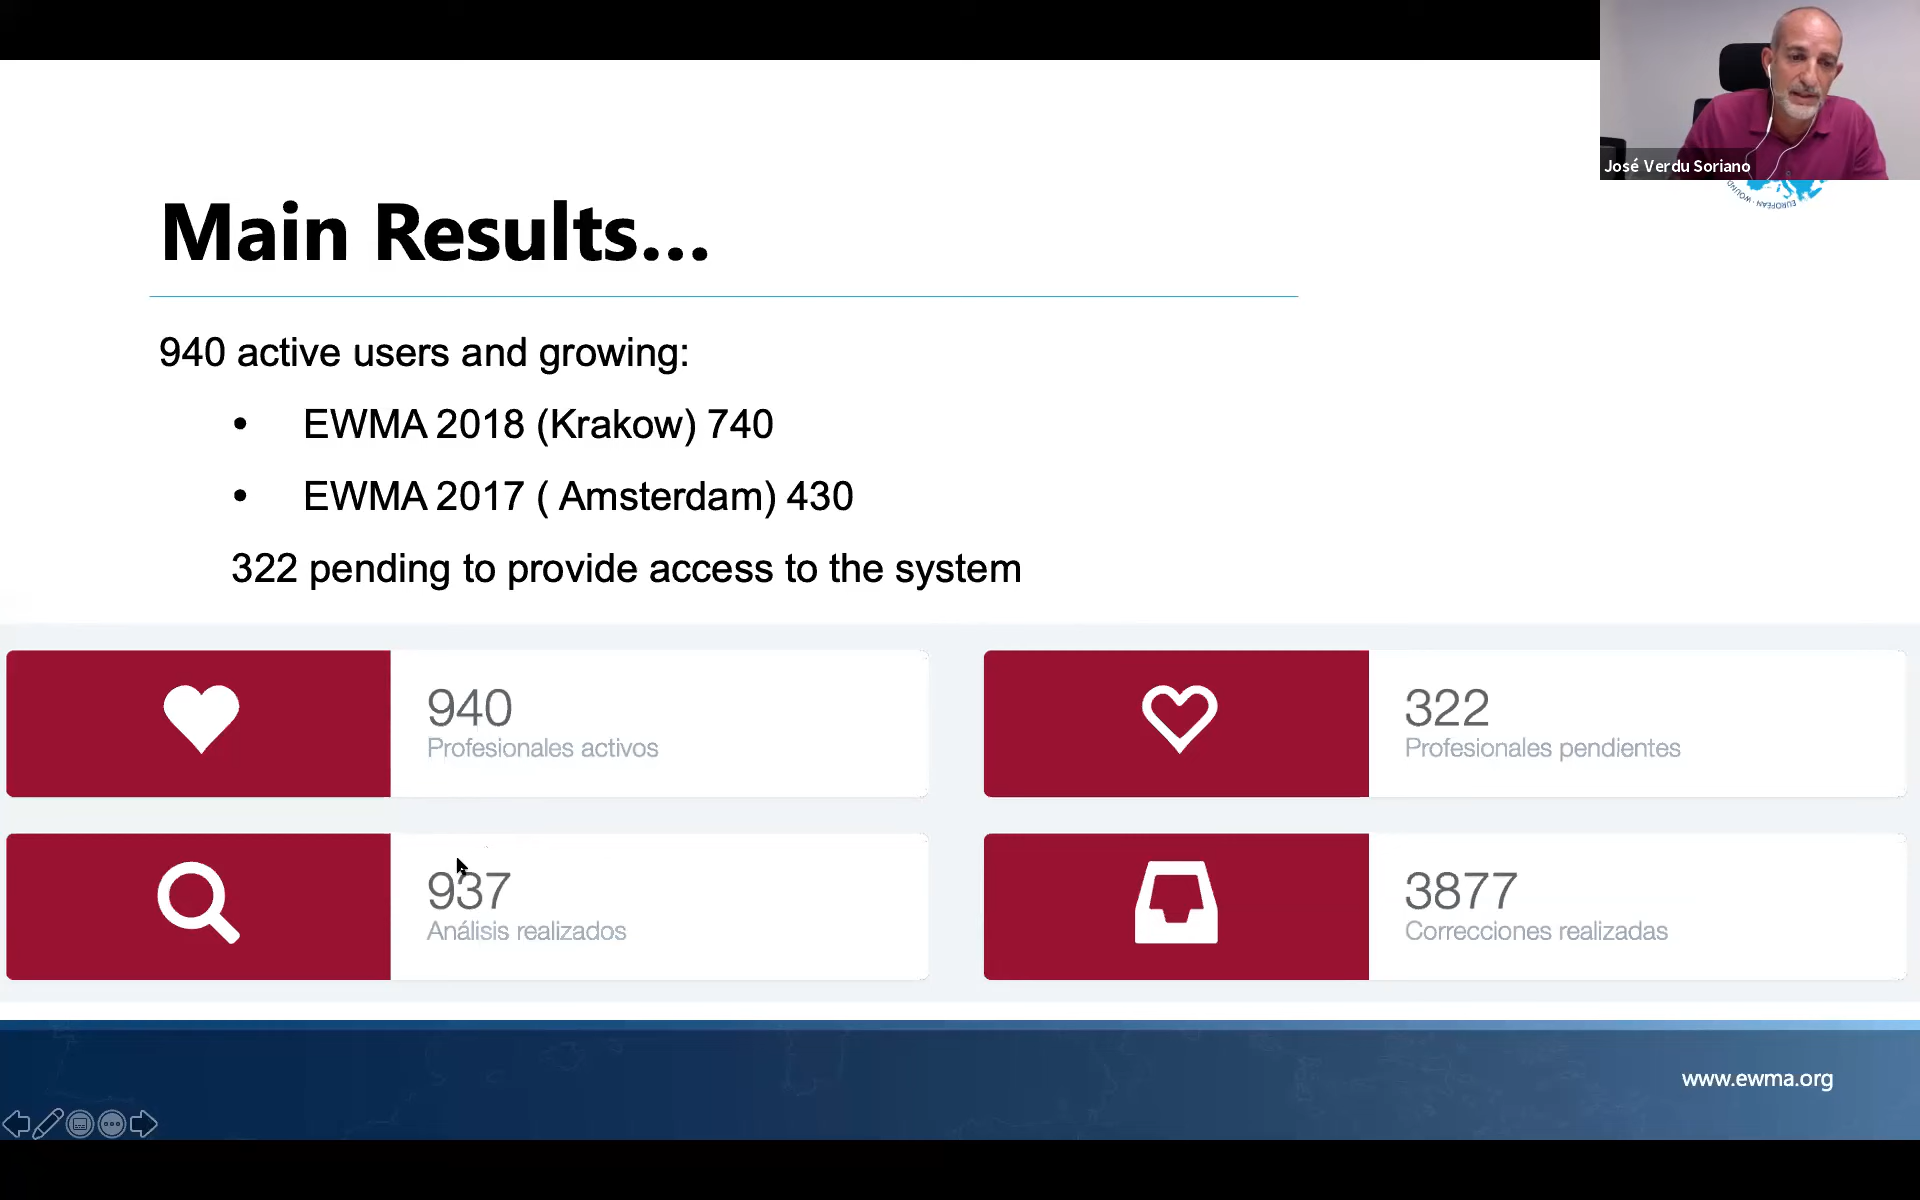 José Verdu Soriano
EUROPEAN · WOUND
Main Results...
940 active users and growing:
• EWMA 2018 (Krakow) 740
• EWMA 2017 ( Amsterdam) 430
322 pending to provide access to the system
940
Profesionales activos
322
Profesionales pendientes
937
Análisis realizados
3877
Correcciones realizadas
www.ewma.org